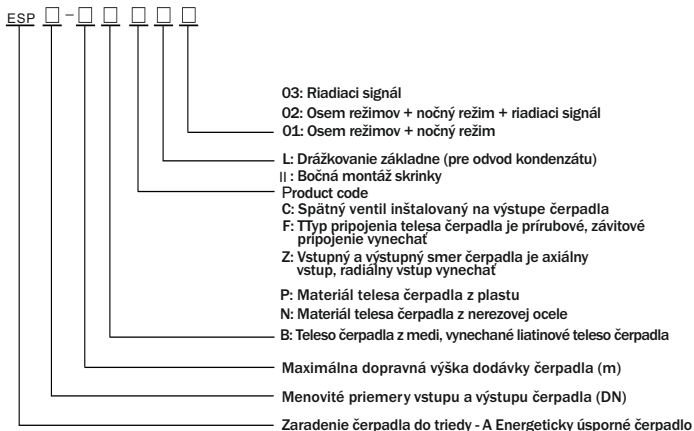 ESP □-□ □ □ □ □
03: Riadiaci signál
02: Osem režimov + nočný režim + riadiaci signál
01: Osem režimov + nočný režim
L: Drážkovanie základne (pre odvod kondenzátu)
II : Bočná montáž skrinky
Product code
C: Spätný ventil inštalovaný na výstupe čerpadla
F: TTyp pripojenia telesa čerpadla je prírubové, závitové
pripojenie vynechať
Z: Vstupný a výstupný smer čerpadla je axiálny
vstup, radiálny vstup vynechať
P: Materiál telesa čerpadla z plastu
N: Materiál telesa čerpadla z nerezovej ocele
B: Teleso čerpadla z medi, vynechané liatinové teleso čerpadla
Maximálna dopravná výška dodávky čerpadla (m)
Menovité priemery vstupu a výstupu čerpadla (DN)
Zaradenie čerpadla do triedy - A Energeticky úsporné čerpadlo